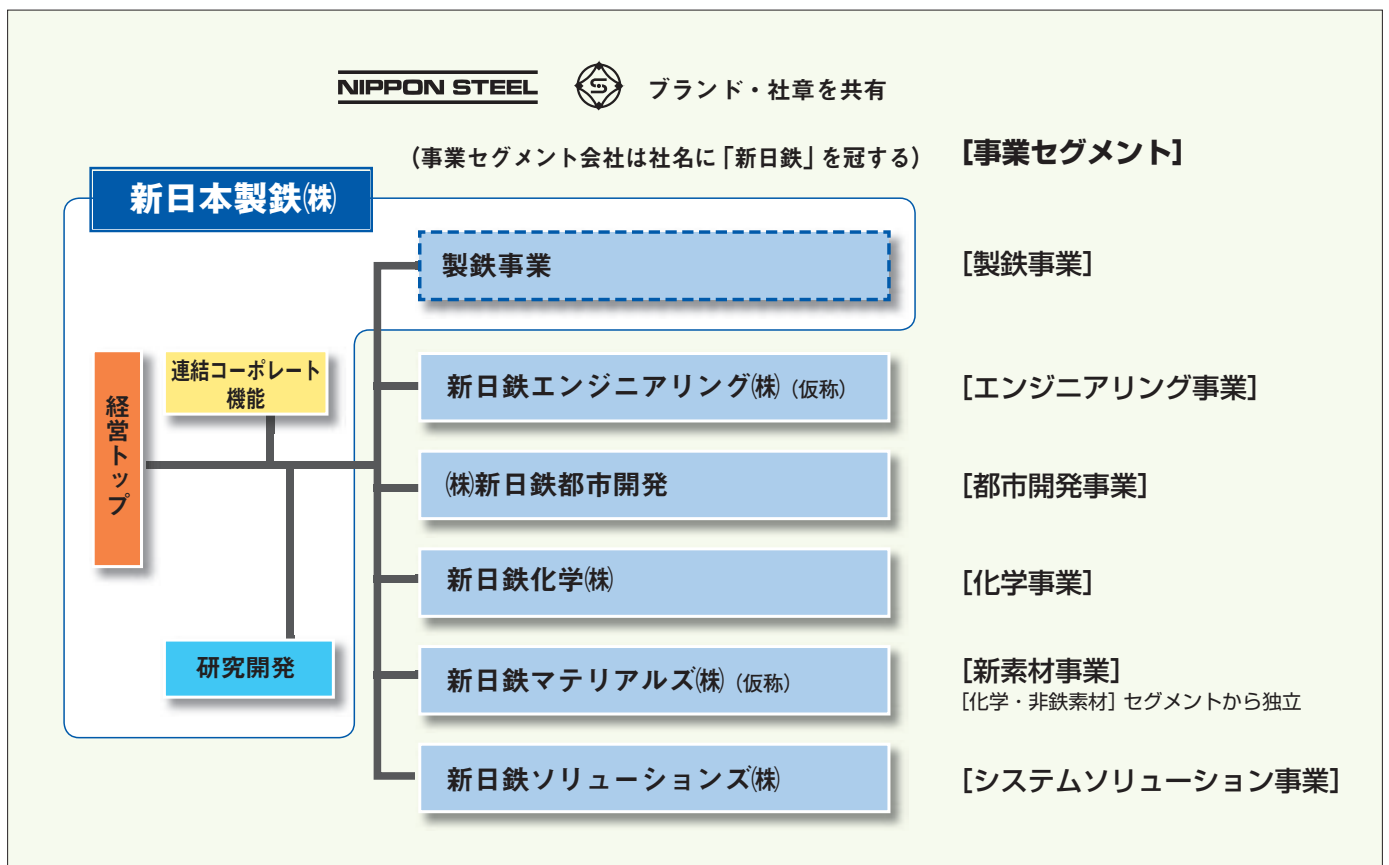 NIPPON STEEL ブランド・社章を共有
（事業セグメント会社は社名に「新日鉄」を冠する）
[事業セグメント]
新日本製鉄㈱
製鉄事業
[製鉄事業]
連結コーポレート
機能
経営トップ
研究開発
新日鉄エンジニアリング㈱（仮称）
[エンジニアリング事業]
㈱新日鉄都市開発
[都市開発事業]
新日鉄化学㈱
[化学事業]
新日鉄マテリアルズ㈱（仮称）
[新素材事業]
[化学・非鉄素材] セグメントから独立
新日鉄ソリューションズ㈱
[システムソリューション事業]